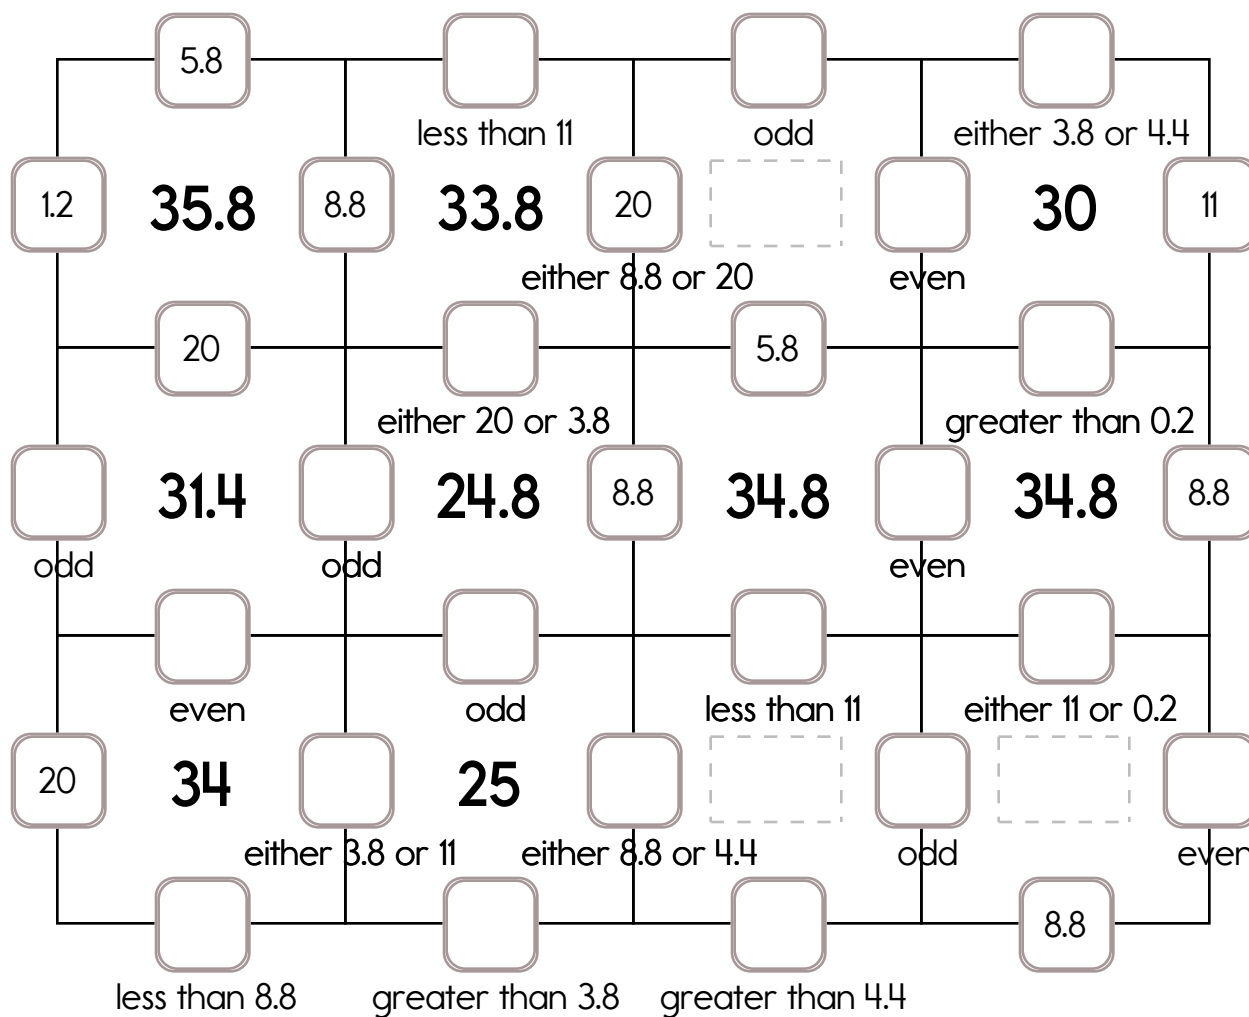 5.8
less than 11 odd either 3.8 or 4.4
1.2 35.8 8.8 33.8 20 30 11
either 8.8 or 20 even
20 5.8
either 20 or 3.8 greater than 0.2
31.4 24.8 8.8 34.8 34.8 8.8
odd odd even
even odd less than 11 either 11 or 0.2
20 34 25
either 3.8 or 11 either 8.8 or 4.4 odd even
8.8
less than 8.8 greater than 3.8 greater than 4.4